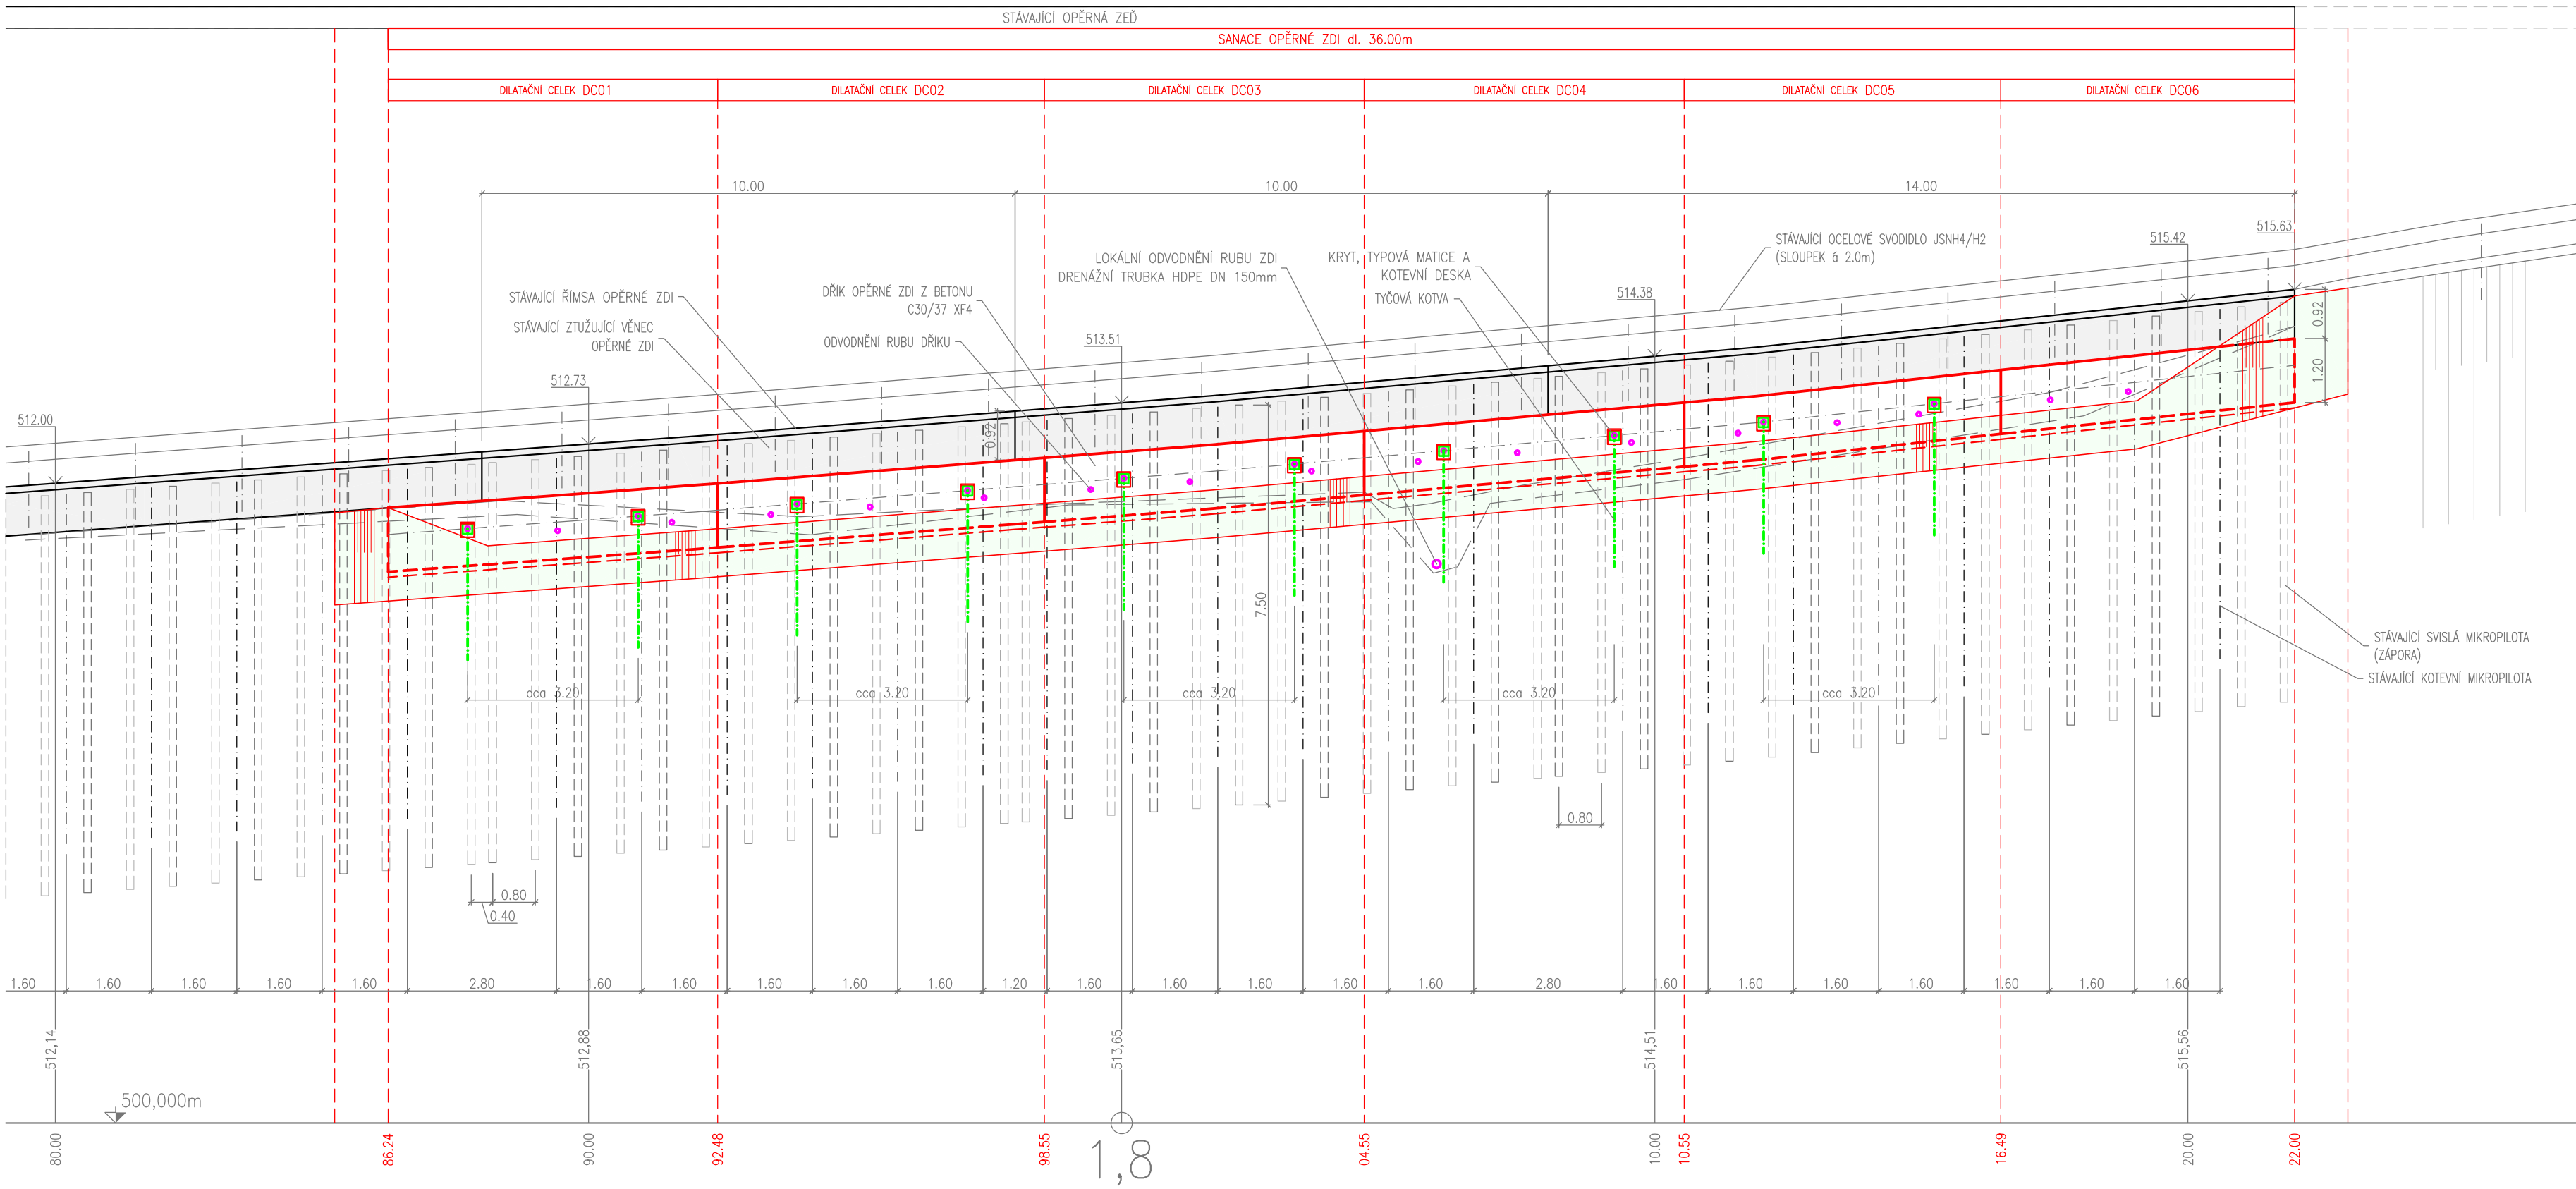 STÁVAJÍCÍ OPĚRNÁ ZEĎ
SANACE OPĚRNÉ ZDI dl. 36.00m
DILATAČNÍ CELEK DC01
DILATAČNÍ CELEK DC02
DILATAČNÍ CELEK DC03
DILATAČNÍ CELEK DC04
DILATAČNÍ CELEK DC05
DILATAČNÍ CELEK DC06
10.00
10.00
14.00
515.63
515.42
STÁVAJÍCÍ OCELOVÉ SVODIDLO JSNH4/H2
(SLOUPEK á 2.0m)
LOKÁLNÍ ODVODNĚNÍ RUBU ZDI
DRENÁŽNÍ TRUBKA HDPE DN 150mm
KRYT, TYPOVÁ MATICE A
KOTEVNÍ DESKA
TYČOVÁ KOTVA
514.38
STÁVAJÍCÍ ŘÍMSA OPĚRNÉ ZDI
STÁVAJÍCÍ ZTUŽUJÍCÍ VĚNEC
OPĚRNÉ ZDI
DŘÍK OPĚRNÉ ZDI Z BETONU
C30/37 XF4
ODVODNĚNÍ RUBU DŘÍKU
513.51
512.73
512.00
0.92
0.92
1.20
7.50
STÁVAJÍCÍ SVISLÁ MIKROPILOTA
(ZÁPORA)
STÁVAJÍCÍ KOTEVNÍ MIKROPILOTA
cca 3.20
cca 3.20
cca 3.20
cca 3.20
cca 3.20
0.80
0.80
0.40
1.60
1.60
1.60
1.60
1.60
2.80
1.60
1.60
1.60
1.60
1.60
1.20
1.60
1.60
1.60
1.60
1.60
2.80
1.60
1.60
1.60
1.60
1.60
1.60
1.60
512,14
512,88
513,65
514,51
515,56
500,000m
80.00
86.24
90.00
92.48
98.55
1,8
04.55
10.00
10.55
16.49
20.00
22.00